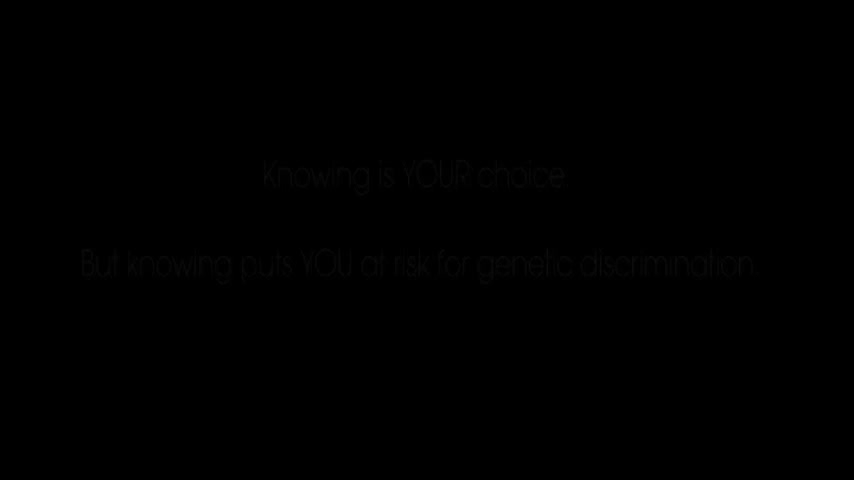 Knowing is YOUR choice.
But knowing puts YOU at risk for genetic discrimination.